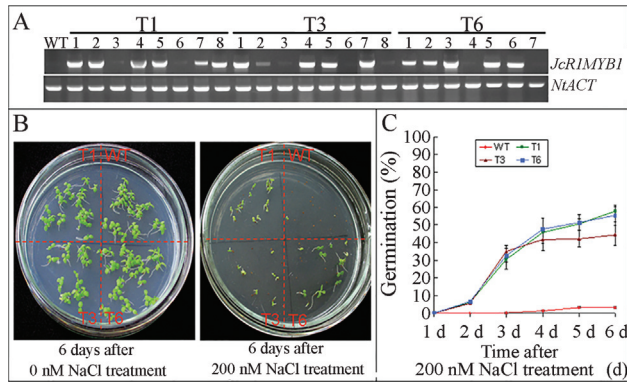 A
T1 T3 T6
WT 1 2 3 4 5 6 7 8 1 2 3 4 5 6 7 8 1 2 3 4 5 6 7
JcR1MYB1
NtACT
B
T1 WT
T3 T6
6 days after
0 nM NaCl treatment
T1 WT
T3 T6
6 days after
200 nM NaCl treatment
C
WT T1
T3 T6
Germination (%)
100
90
80
70
60
50
40
30
20
10
0
1 d 2 d 3 d 4 d 5 d 6 d
Time after
200 nM NaCl treatment (d)